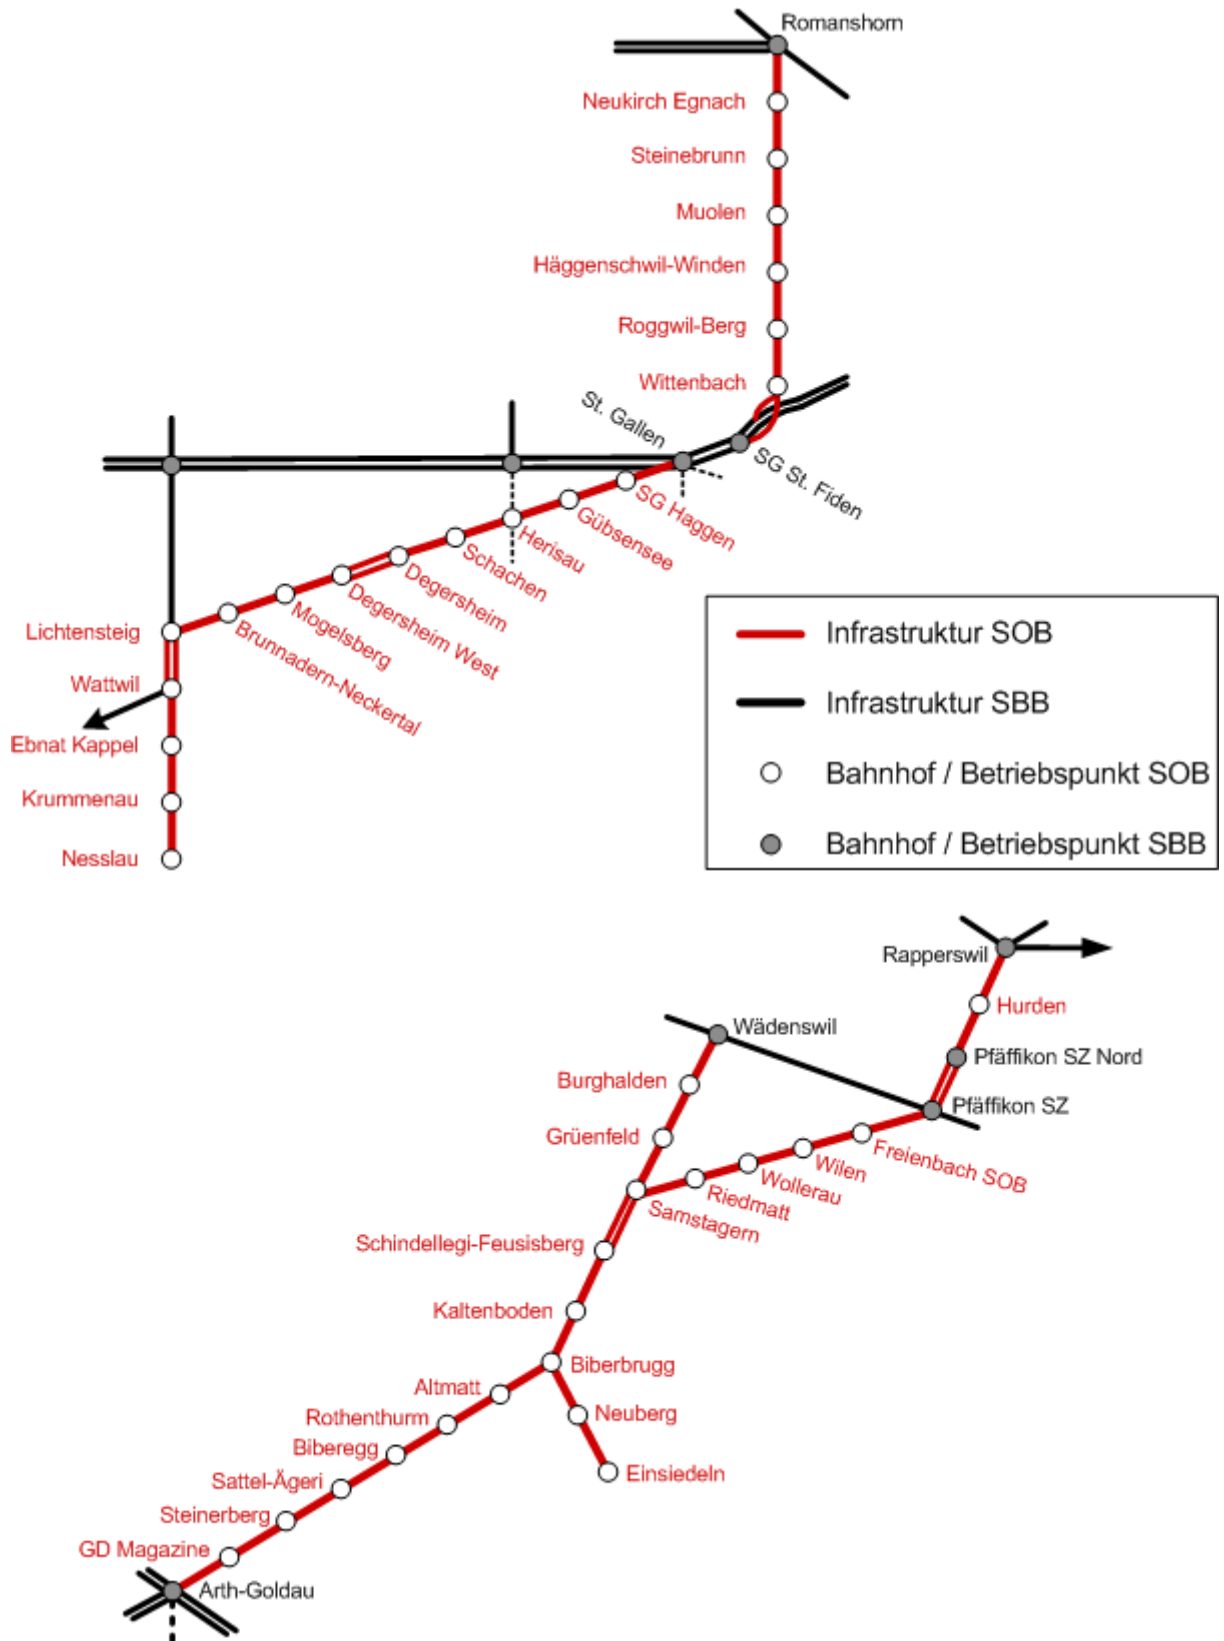 Romanshorn
Neukirch Egnach
Steinebrunn
Muolen
Häggenschwil-Winden
Roggwil-Berg
Wittenbach
St. Gallen
SG St. Fiden
SG Haggen
Gübsensee
Herisau
Schachen
Degersheim
Degersheim West
Mogelsberg
Brunnadern-Neckertal
Lichtensteig
Wattwil
Ebnat Kappel
Krummenau
Nesslau
Infrastruktur SOB
Infrastruktur SBB
Bahnhof / Betriebspunkt SOB
Bahnhof / Betriebspunkt SBB
Rapperswil
Hurden
Pfäffikon SZ Nord
Pfäffikon SZ
Wädenswil
Burghalden
Grüenfeld
Freienbach SOB
Wilen
Wollerau
Riedmatt
Samstagern
Schindellegi-Feusisberg
Kaltenboden
Biberbrugg
Altmatt
Neuberg
Rothenthurm
Biberegg
Einsiedeln
Sattel-Ägeri
Steinerberg
GD Magazine
Arth-Goldau